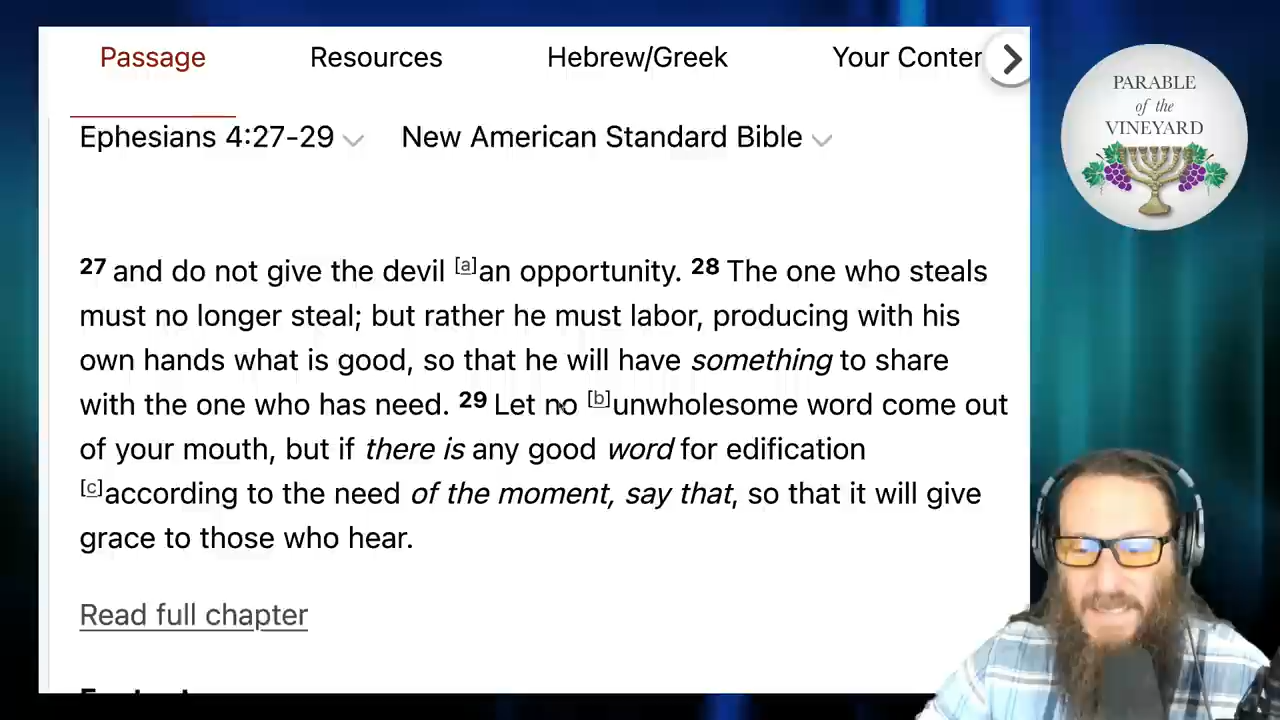 Passage Resources Hebrew/Greek Your Conten
Ephesians 4:27-29 New American Standard Bible
27 and do not give the devil [a]an opportunity. 28 The one who steals
must no longer steal; but rather he must labor, producing with his
own hands what is good, so that he will have something to share
with the one who has need. 29 Let no [b]unwholesome word come out
of your mouth, but if there is any good word for edification
[c]according to the need of the moment, say that, so that it will give
grace to those who hear.
Read full chapter
PARABLE
of the
VINEYARD